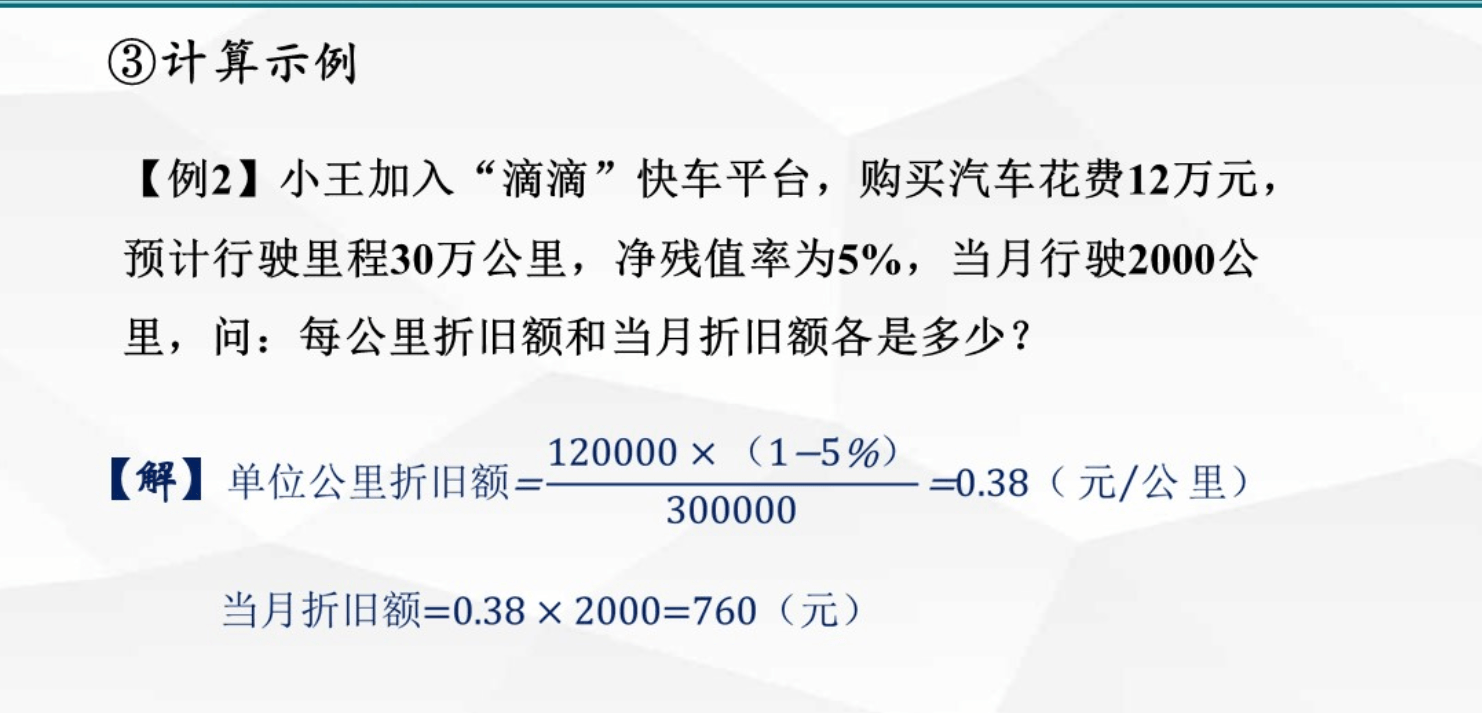 ③计算示例
【例2】小王加入“滴滴”快车平台，购买汽车花费12万元，
预计行驶里程30万公里，净残值率为5%，当月行驶2000公
里，问：每公里折旧额和当月折旧额各是多少？
【解】单位公里折旧额=120000 × （1−5%）/300000=0.38（元/公里）
当月折旧额=0.38 × 2000=760（元）